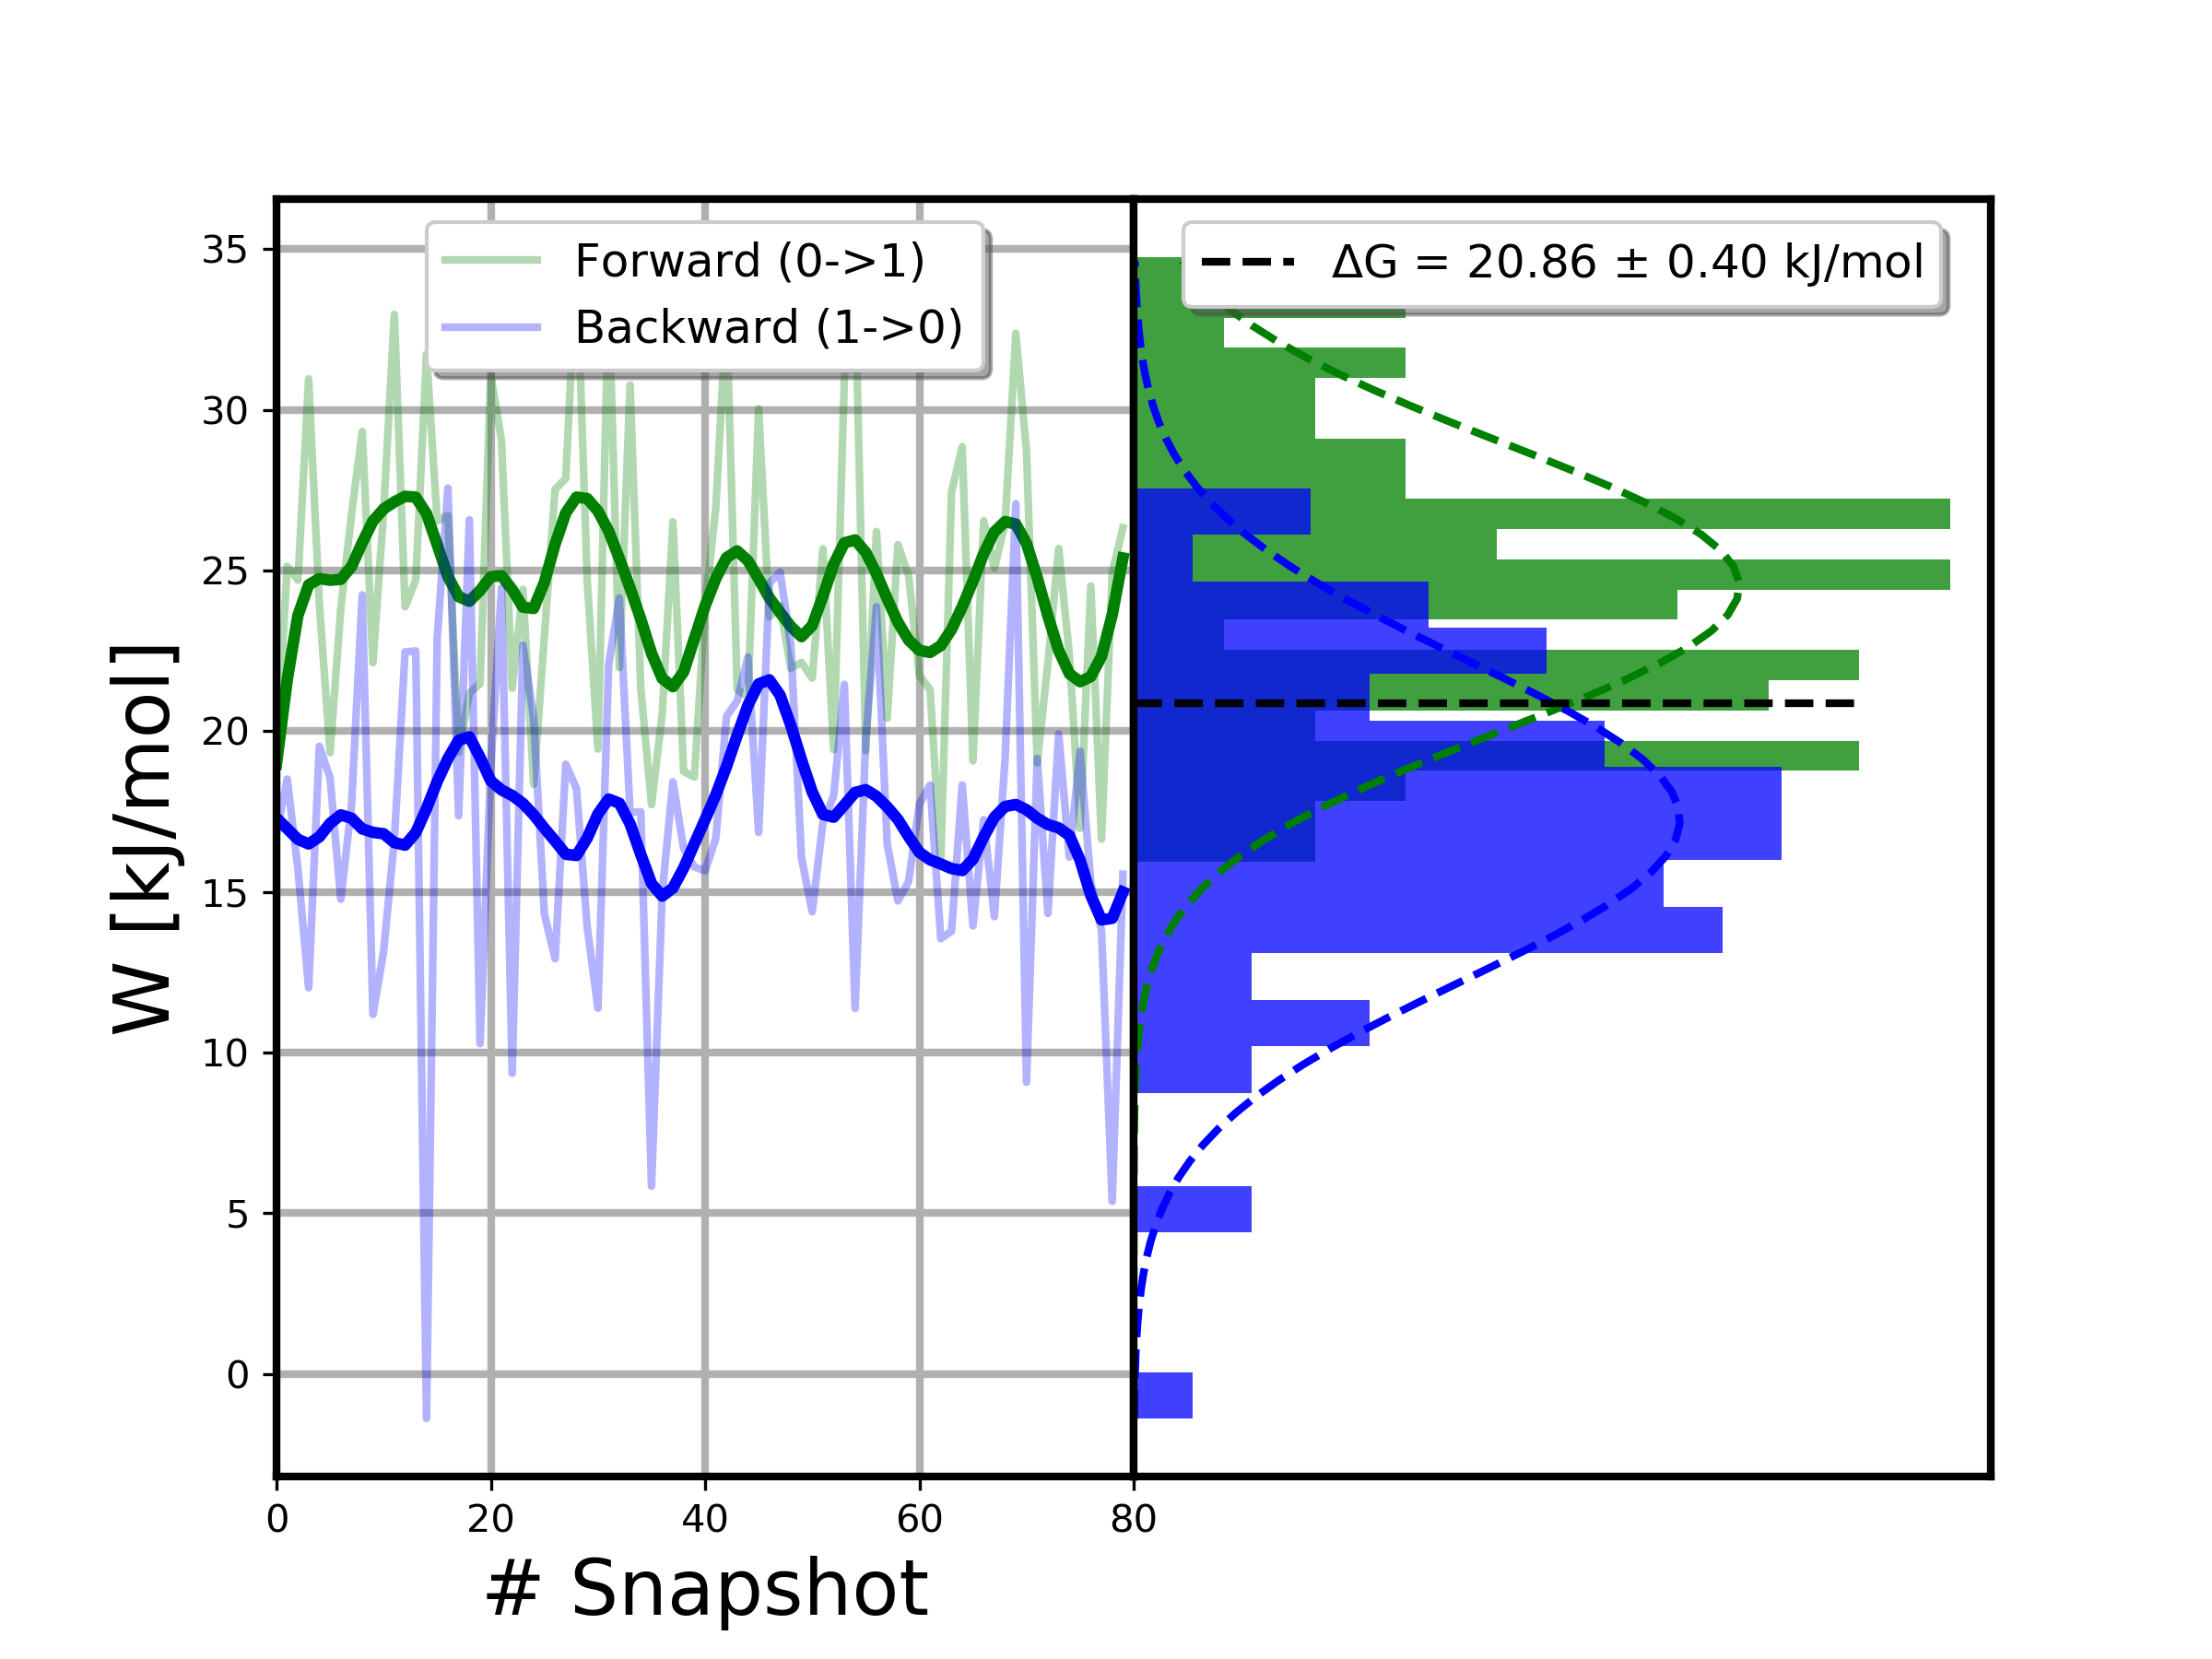 Forward (0->1)
Backward (1->0)
ΔG = 20.86 ± 0.40 kJ/mol
35
30
25
20
15
10
5
0
W [kJ/mol]
0 20 40 60 80
# Snapshot